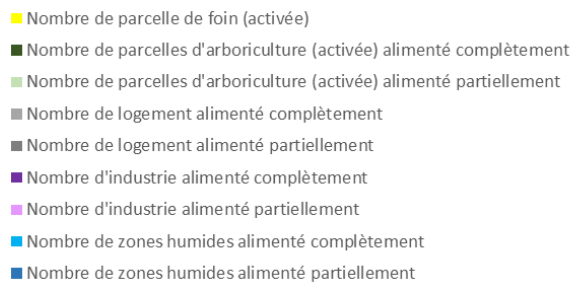 Nombre de parcelle de foin (activée)
Nombre de parcelles d'arboriculture (activée) alimenté complètement
Nombre de parcelles d'arboriculture (activée) alimenté partiellement
Nombre de logement alimenté complètement
Nombre de logement alimenté partiellement
Nombre d'industrie alimenté complètement
Nombre d'industrie alimenté partiellement
Nombre de zones humides alimenté complètement
Nombre de zones humides alimenté partiellement